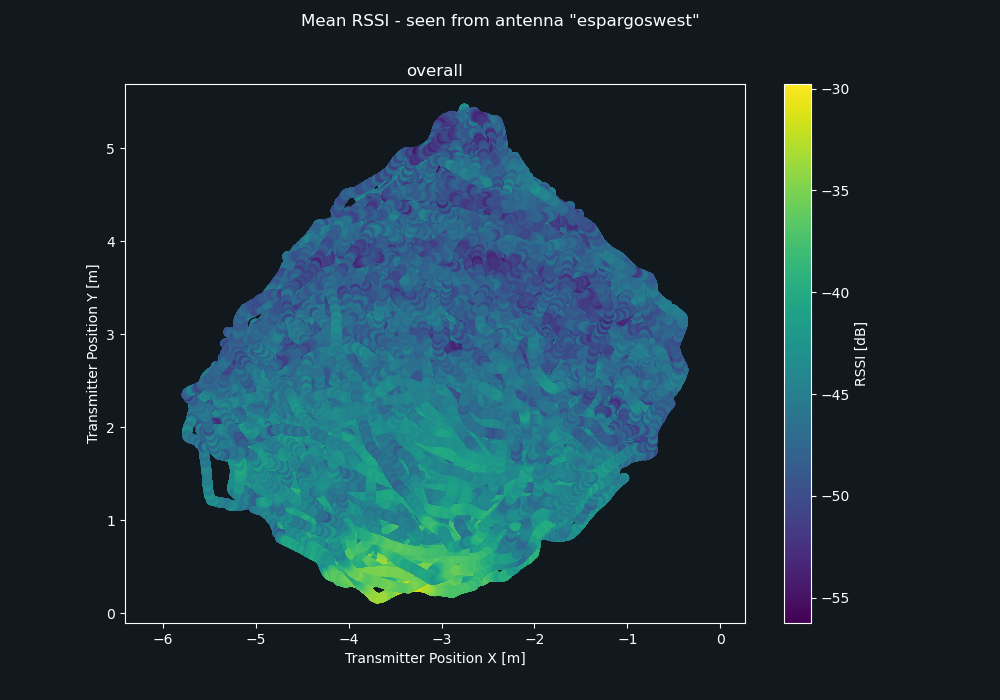 Mean RSSI - seen from antenna "espargoswest"
overall
Transmitter Position Y [m]
5
4
3
2
1
0
−6 −5 −4 −3 −2 −1 0
Transmitter Position X [m]
−30
−35
−40
−45
−50
−55
RSSI [dB]